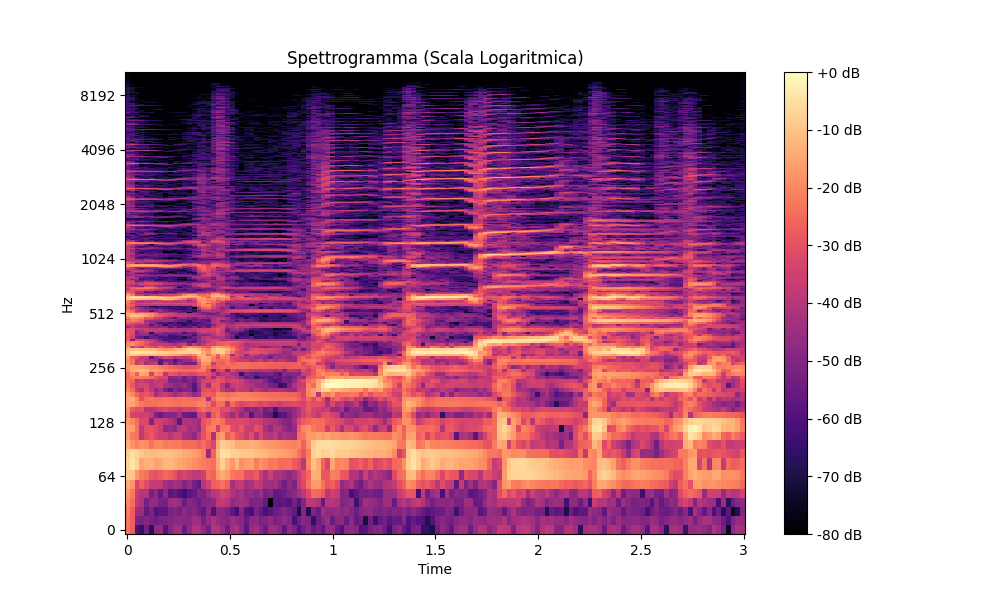 Spettrogramma (Scala Logaritmica)
Hz
8192
4096
2048
1024
512
256
128
64
0
0
0.5
1
1.5
2
2.5
3
Time
+0 dB
-10 dB
-20 dB
-30 dB
-40 dB
-50 dB
-60 dB
-70 dB
-80 dB